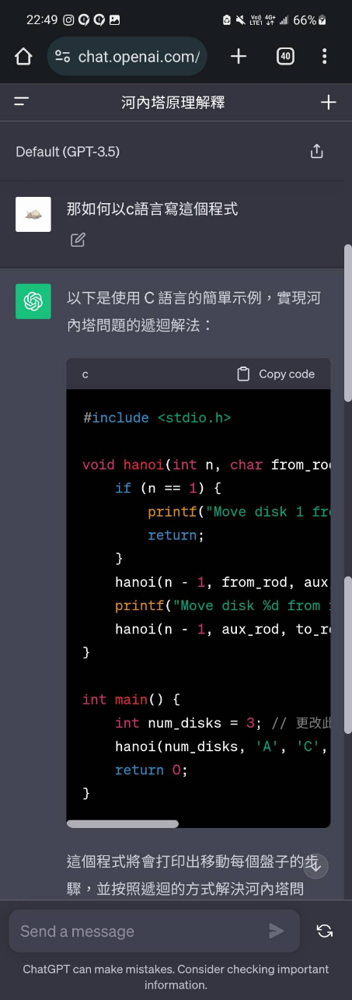 22:49
Vo)) 4G+
LTE1 66%
chat.openai.com/
40
河內塔原理解釋
Default (GPT-3.5)
那如何以c語言寫這個程式
以下是使用 C 語言的簡單示例，實現河
內塔問題的遞迴解法：
c Copy code
#include <stdio.h>
void hanoi(int n, char from_rod
if (n == 1) {
printf("Move disk 1 fr
return;
}
hanoi(n - 1, from_rod, aux
printf("Move disk %d from
hanoi(n - 1, aux_rod, to_r
}
int main() {
int num_disks = 3; // 更改此
hanoi(num_disks, 'A', 'C',
return 0;
}
這個程式將會打印出移動每個盤子的步
驟，並按照遞迴的方式解決河內塔問
Send a message
ChatGPT can make mistakes. Consider checking important
information.